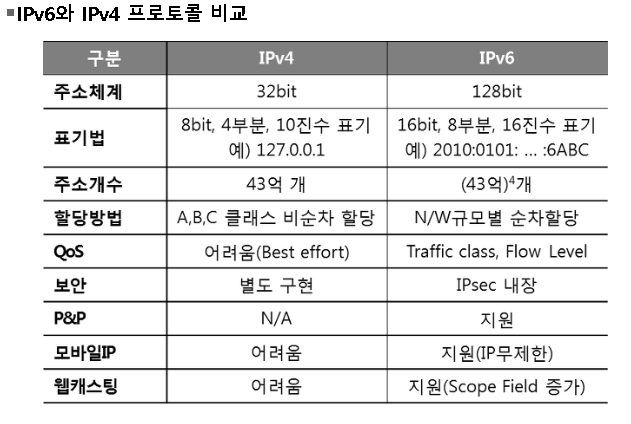 ▪IPv6와 IPv4 프로토콜 비교
구분 IPv4 IPv6
주소체계 32bit 128bit
표기법 8bit, 4부분, 10진수 표기 16bit, 8부분, 16진수 표기
예) 127.0.0.1 예) 2010:0101: ... :6ABC
주소개수 43억 개 (43억)⁴개
할당방법 A,B,C 클래스 비순차 할당 N/W규모별 순차할당
QoS 어려움(Best effort) Traffic class, Flow Level
보안 별도 구현 IPsec 내장
P&P N/A 지원
모바일IP 어려움 지원(IP무제한)
웹캐스팅 어려움 지원(Scope Field 증가)